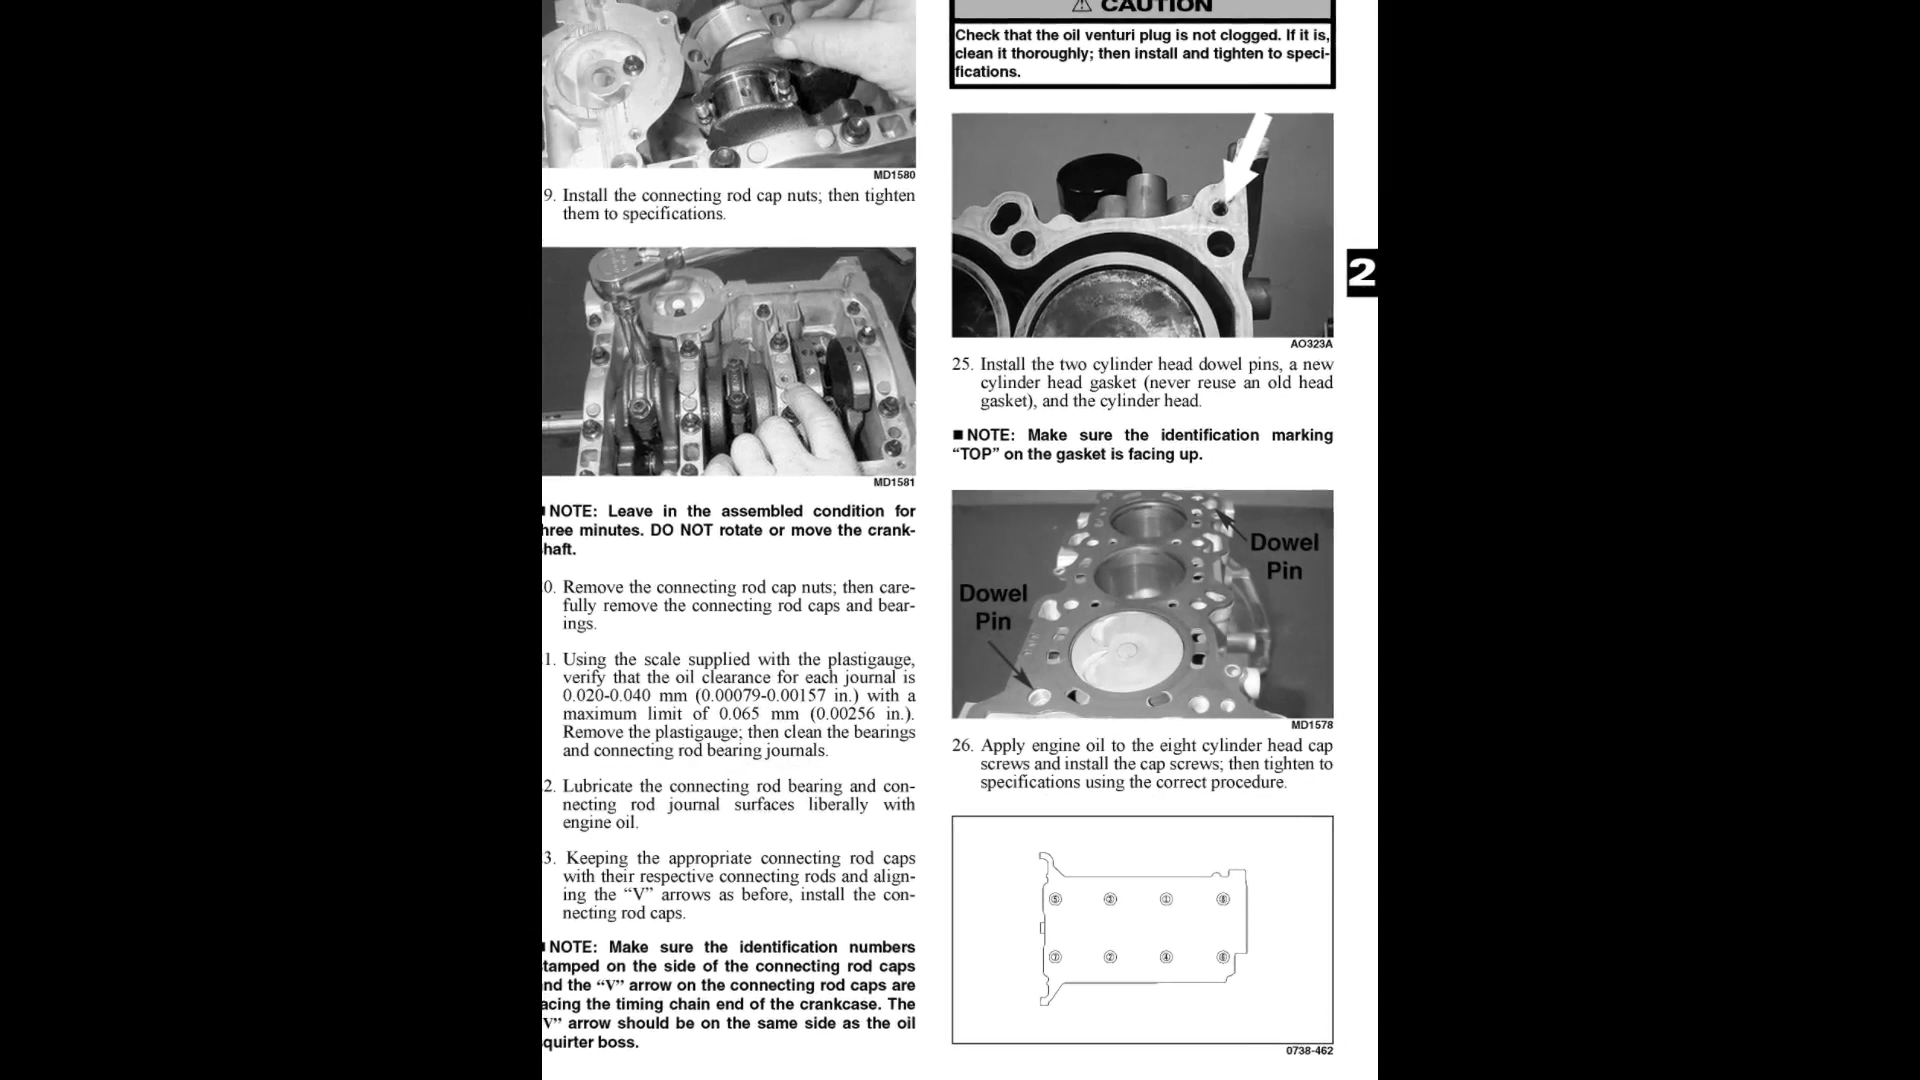 MD1580
9. Install the connecting rod cap nuts; then tighten
them to specifications.
MD1581
NOTE: Leave in the assembled condition for
hree minutes. DO NOT rotate or move the crank-
haft.
0. Remove the connecting rod cap nuts; then care-
fully remove the connecting rod caps and bear-
ings.
1. Using the scale supplied with the plastigauge,
verify that the oil clearance for each journal is
0.020-0.040 mm (0.00079-0.00157 in.) with a
maximum limit of 0.065 mm (0.00256 in.).
Remove the plastigauge; then clean the bearings
and connecting rod bearing journals.
2. Lubricate the connecting rod bearing and con-
necting rod journal surfaces liberally with
engine oil.
3. Keeping the appropriate connecting rod caps
with their respective connecting rods and align-
ing the “V” arrows as before, install the con-
necting rod caps.
NOTE: Make sure the identification numbers
tamped on the side of the connecting rod caps
nd the “V” arrow on the connecting rod caps are
acing the timing chain end of the crankcase. The
V” arrow should be on the same side as the oil
quirter boss.
⚠ CAUTION
Check that the oil venturi plug is not clogged. If it is,
clean it thoroughly; then install and tighten to speci-
fications.
AO323A
2
25. Install the two cylinder head dowel pins, a new
cylinder head gasket (never reuse an old head
gasket), and the cylinder head.
■ NOTE: Make sure the identification marking
“TOP” on the gasket is facing up.
Dowel
Pin
Dowel
Pin
MD1578
26. Apply engine oil to the eight cylinder head cap
screws and install the cap screws; then tighten to
specifications using the correct procedure.
⑤ ③ ① ⑧
⑦ ② ④ ⑥
0738-462